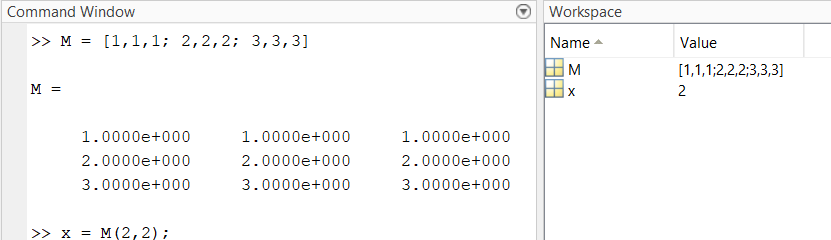 Command Window
>> M = [1,1,1; 2,2,2; 3,3,3]
M =
1.0000e+000 1.0000e+000 1.0000e+000
2.0000e+000 2.0000e+000 2.0000e+000
3.0000e+000 3.0000e+000 3.0000e+000
>> x = M(2,2);
Workspace
Name Value
M [1,1,1;2,2,2;3,3,3]
x 2